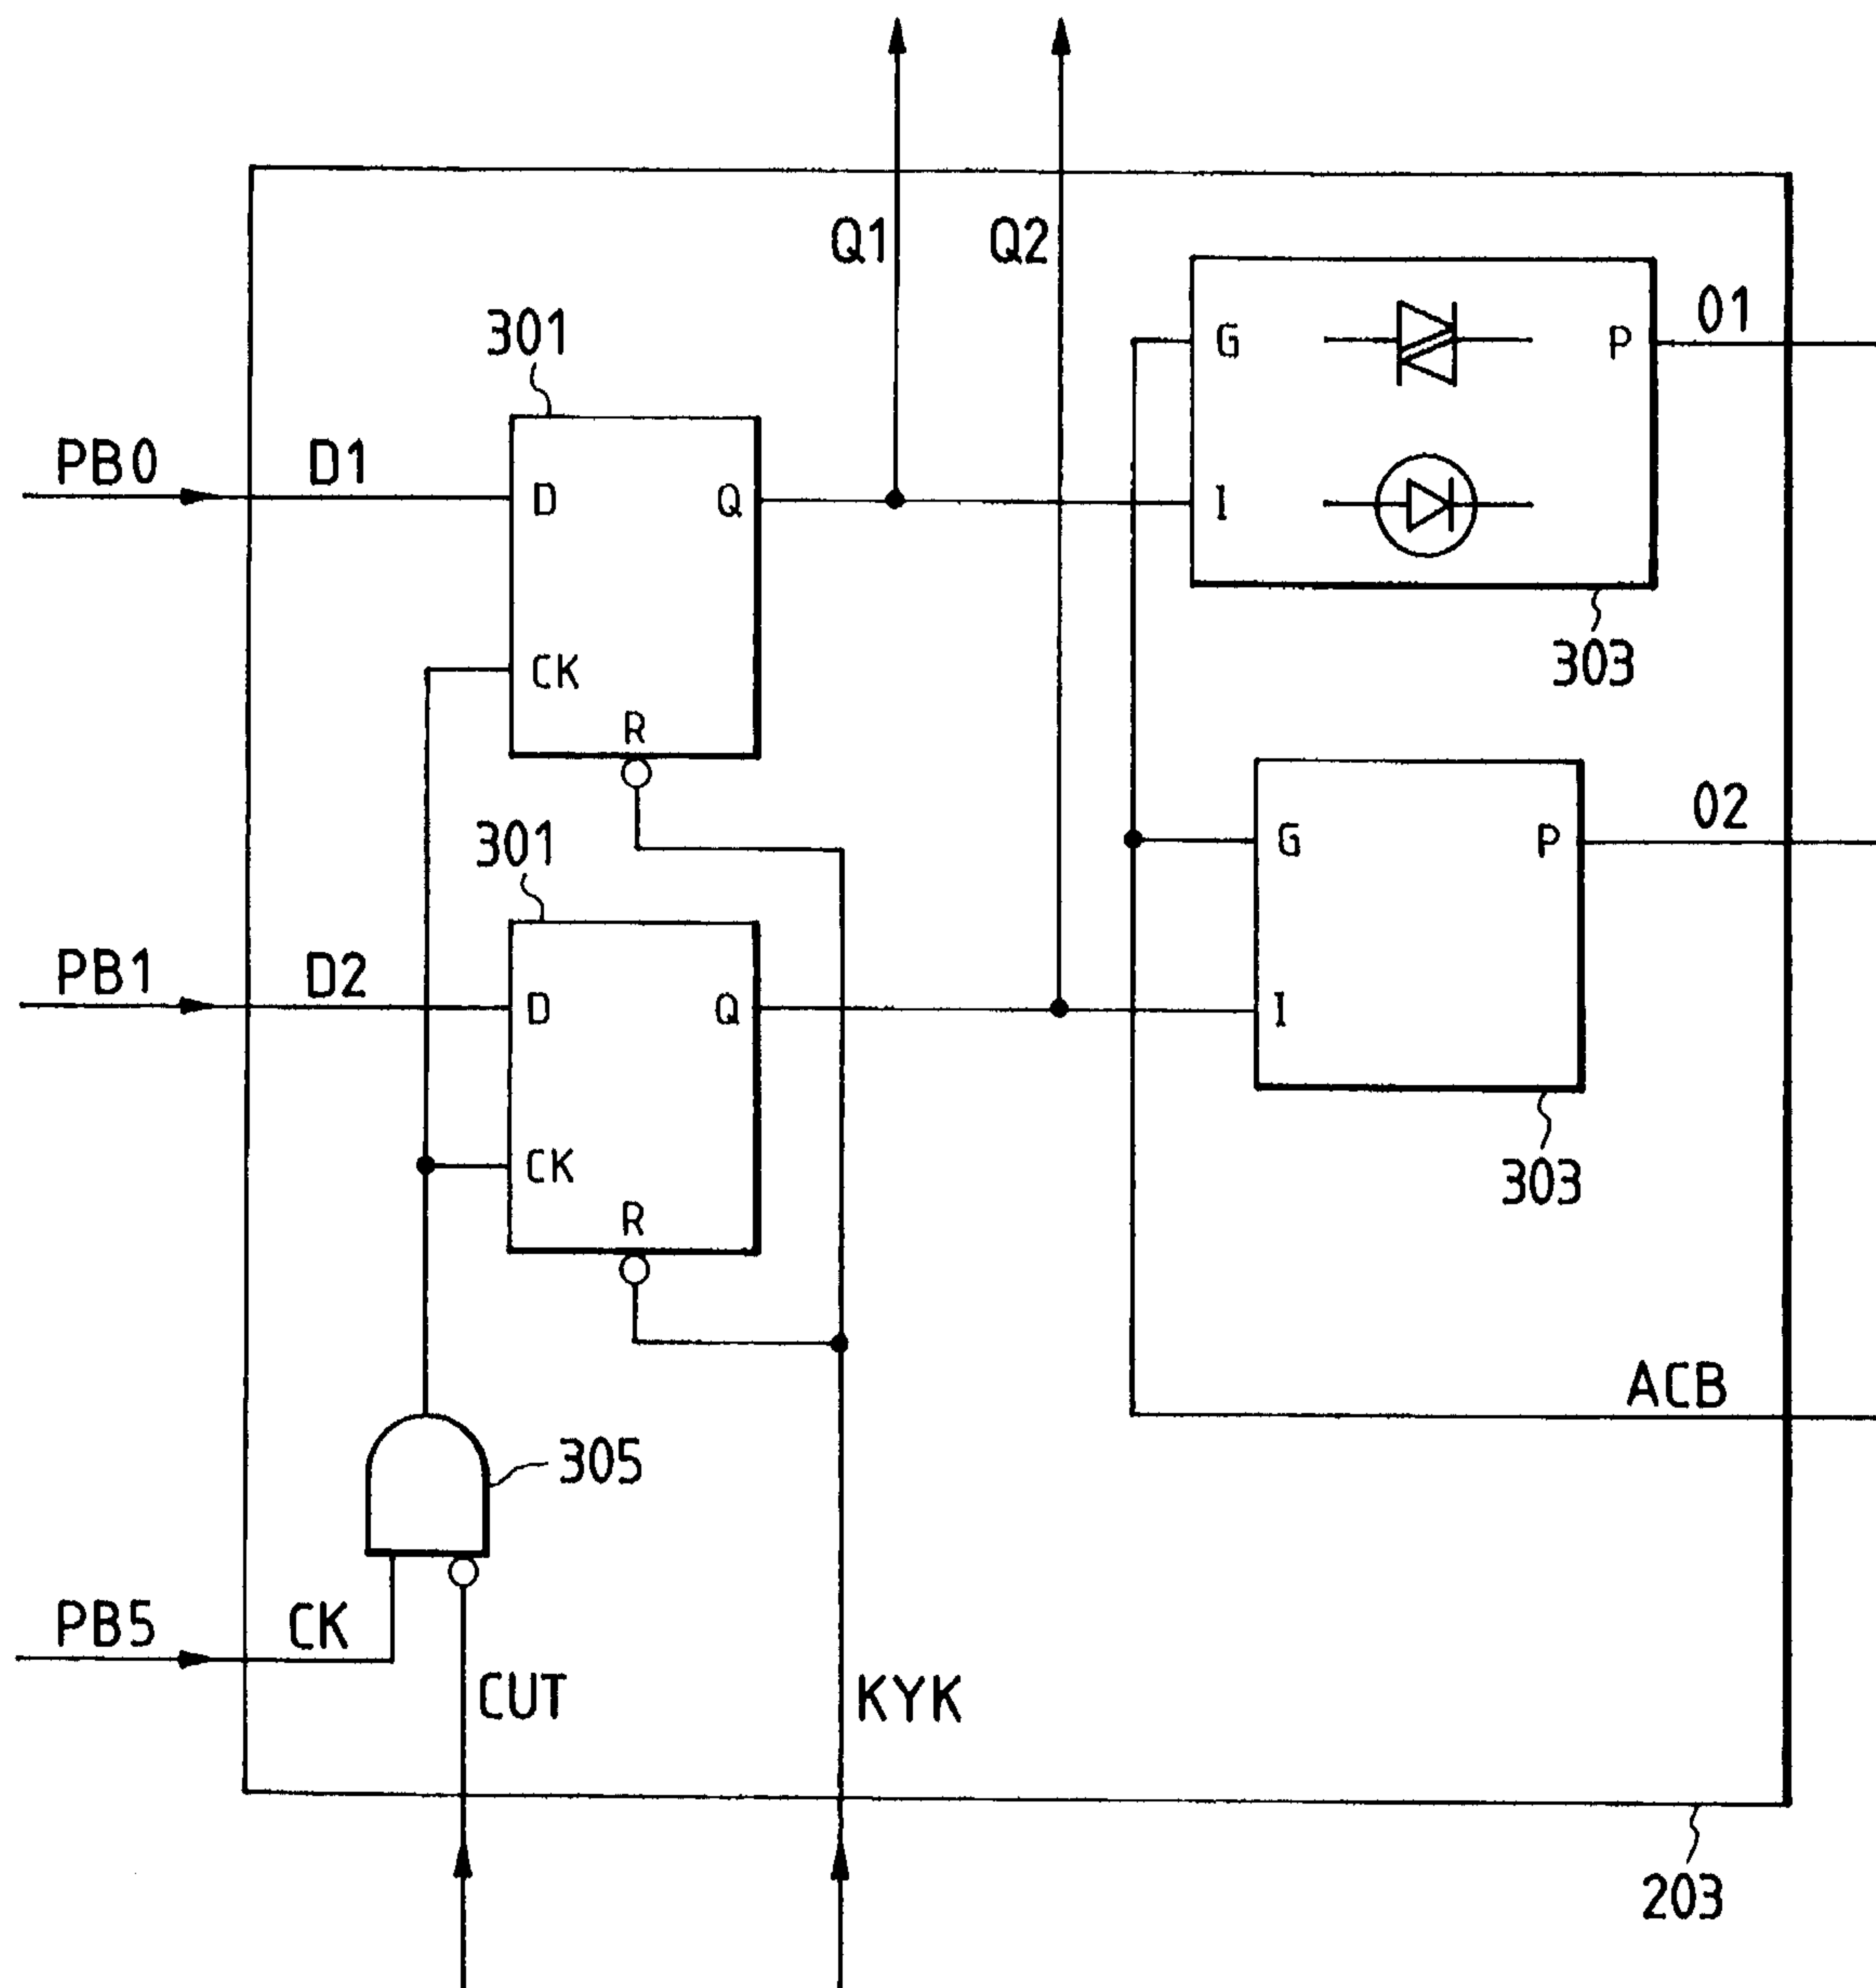 Q1 Q2
G P 01
301
PB0 D1 D Q I
CK 303
R
301 G P 02
PB1 D2 D Q I
CK 303
R
ACB
305
PB5 CK
CUT KYK
203